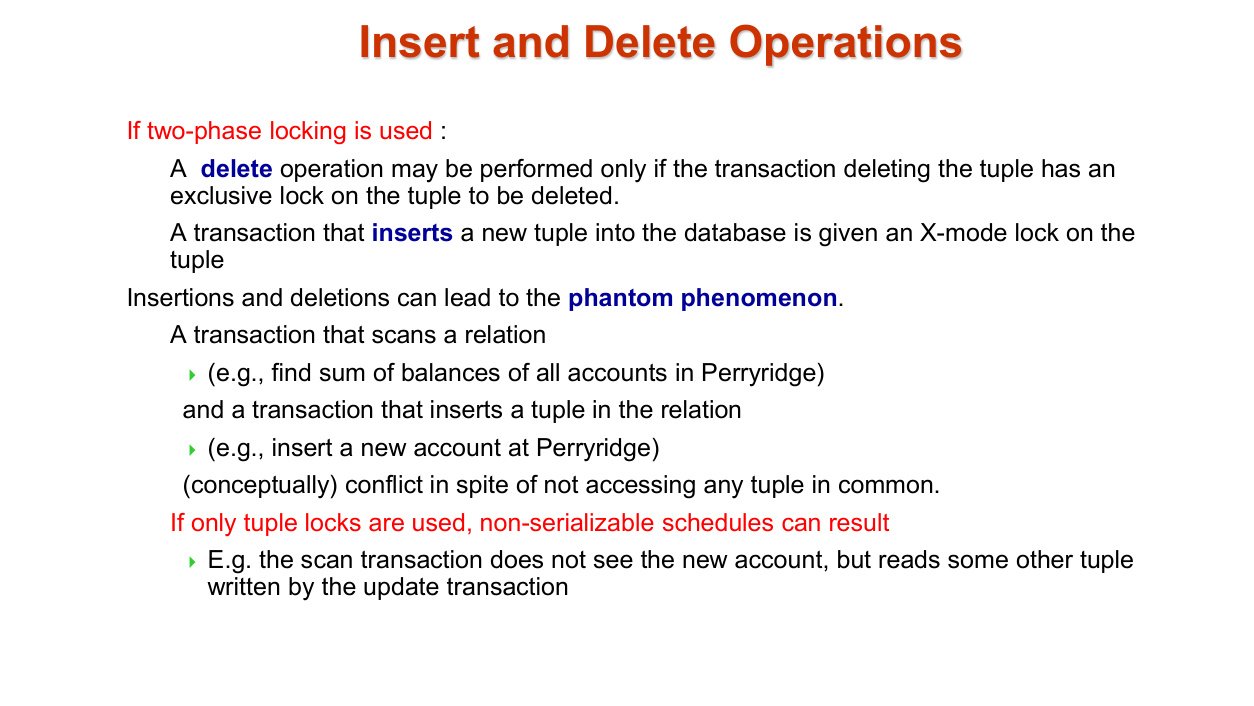 Insert and Delete Operations
If two-phase locking is used :
A delete operation may be performed only if the transaction deleting the tuple has an
exclusive lock on the tuple to be deleted.
A transaction that inserts a new tuple into the database is given an X-mode lock on the
tuple
Insertions and deletions can lead to the phantom phenomenon.
A transaction that scans a relation
(e.g., find sum of balances of all accounts in Perryridge)
and a transaction that inserts a tuple in the relation
(e.g., insert a new account at Perryridge)
(conceptually) conflict in spite of not accessing any tuple in common.
If only tuple locks are used, non-serializable schedules can result
E.g. the scan transaction does not see the new account, but reads some other tuple
written by the update transaction